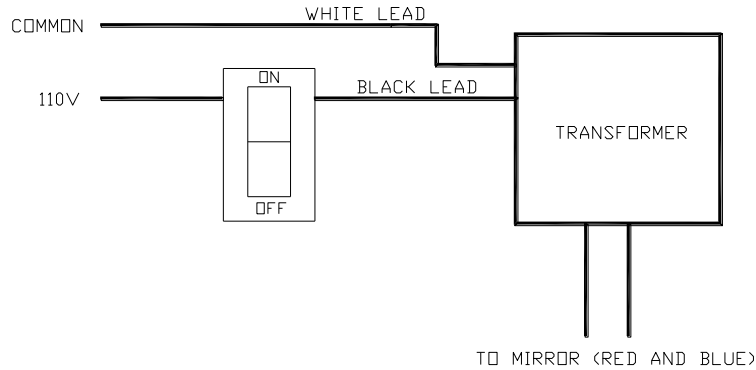 WHITE LEAD
COMMON
ON
BLACK LEAD
110V
TRANSFORMER
OFF
TO MIRROR (RED AND BLUE)